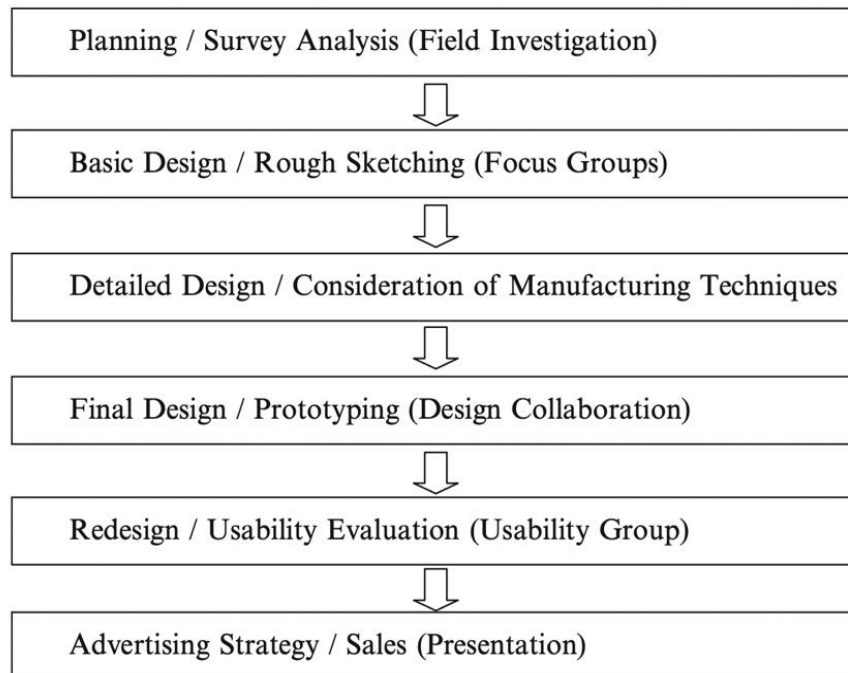 Planning / Survey Analysis (Field Investigation)
Basic Design / Rough Sketching (Focus Groups)
Detailed Design / Consideration of Manufacturing Techniques
Final Design / Prototyping (Design Collaboration)
Redesign / Usability Evaluation (Usability Group)
Advertising Strategy / Sales (Presentation)